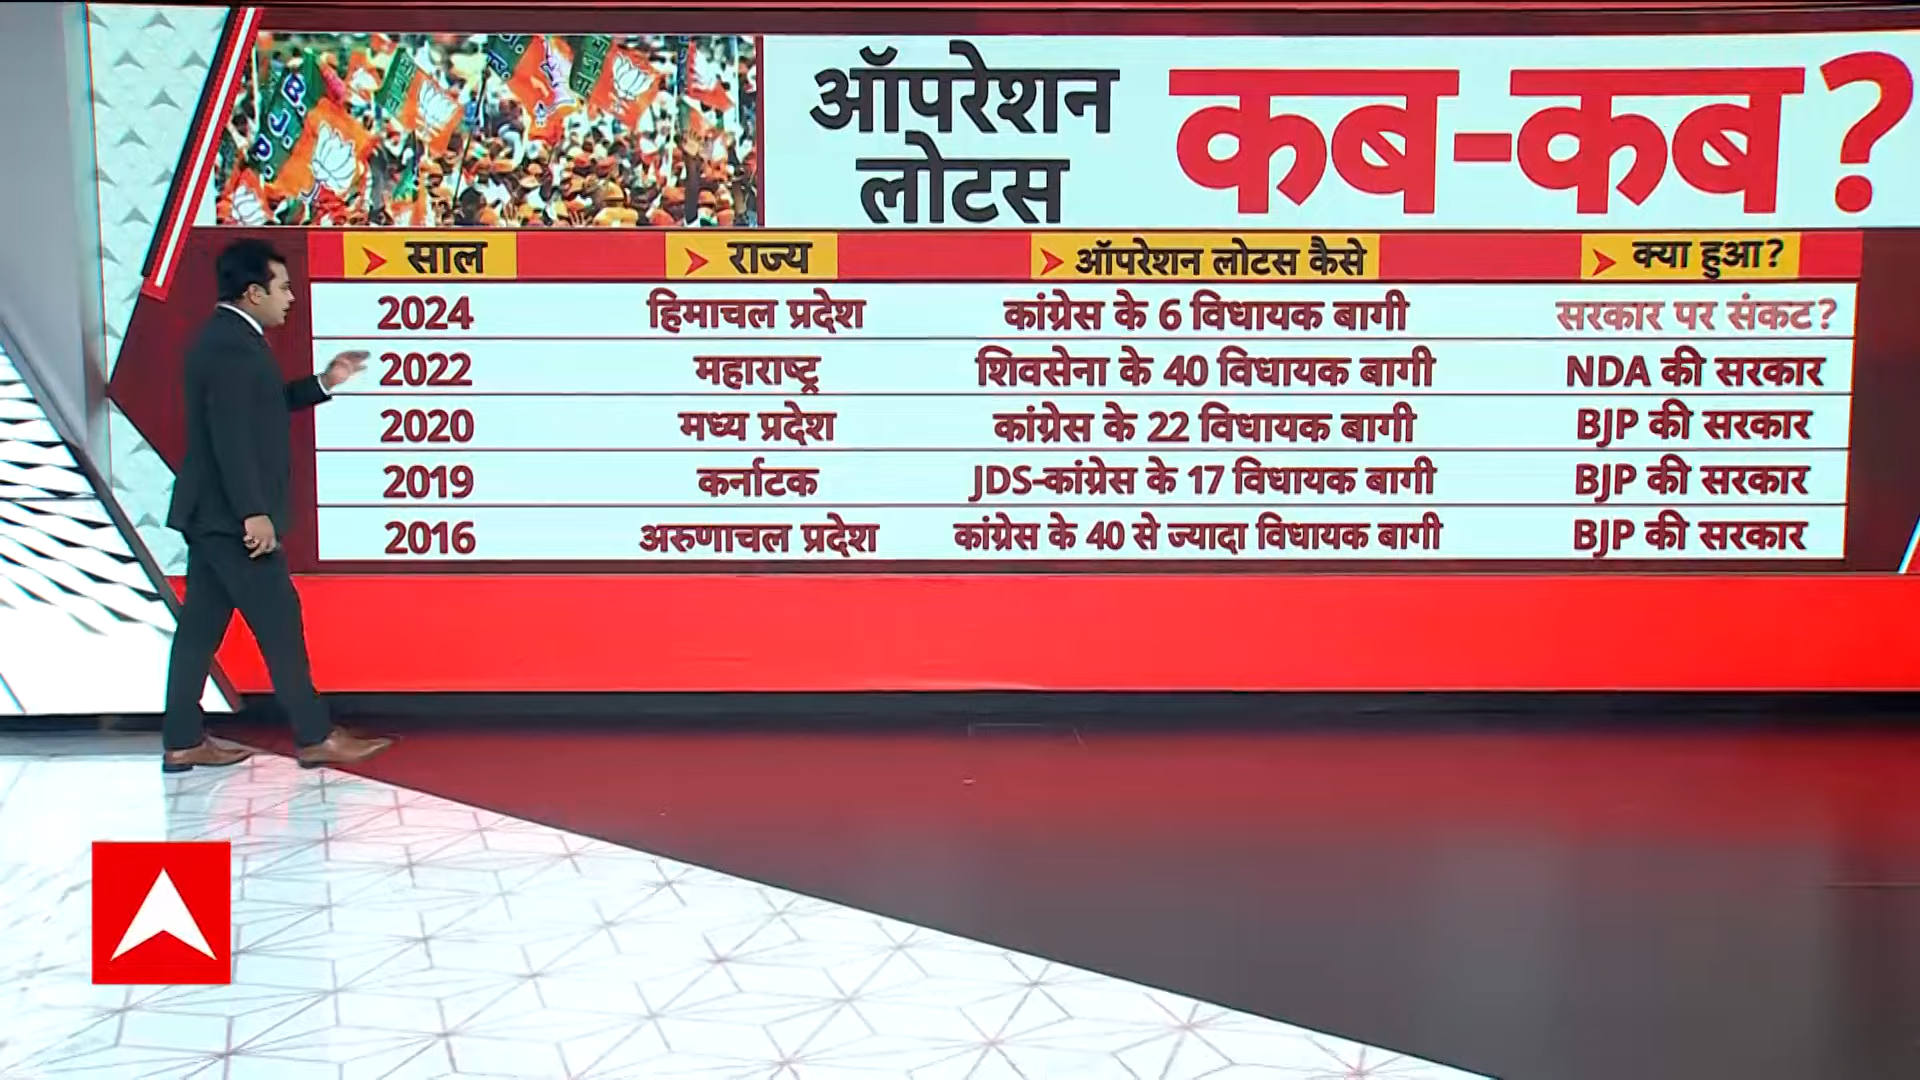 ऑपरेशन
लोटस
कब-कब?
साल राज्य ऑपरेशन लोटस कैसे क्या हुआ?
2024 हिमाचल प्रदेश कांग्रेस के 6 विधायक बागी सरकार पर संकट?
2022 महाराष्ट्र शिवसेना के 40 विधायक बागी NDA की सरकार
2020 मध्य प्रदेश कांग्रेस के 22 विधायक बागी BJP की सरकार
2019 कर्नाटक JDS-कांग्रेस के 17 विधायक बागी BJP की सरकार
2016 अरुणाचल प्रदेश कांग्रेस के 40 से ज्यादा विधायक बागी BJP की सरकार